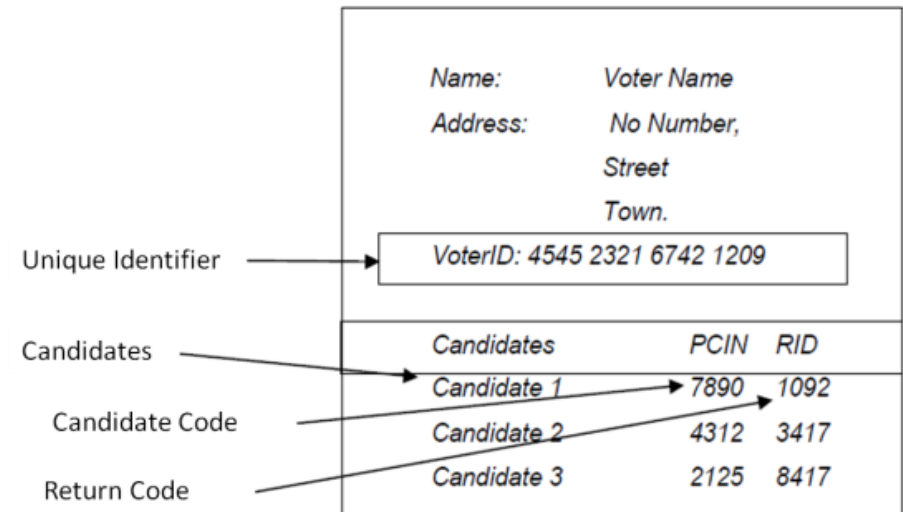 Name: Voter Name
Address: No Number,
Street
Town.
Unique Identifier
VoterID: 4545 2321 6742 1209
Candidates
Candidates PCIN RID
Candidate 1 7890 1092
Candidate Code
Candidate 2 4312 3417
Candidate 3 2125 8417
Return Code